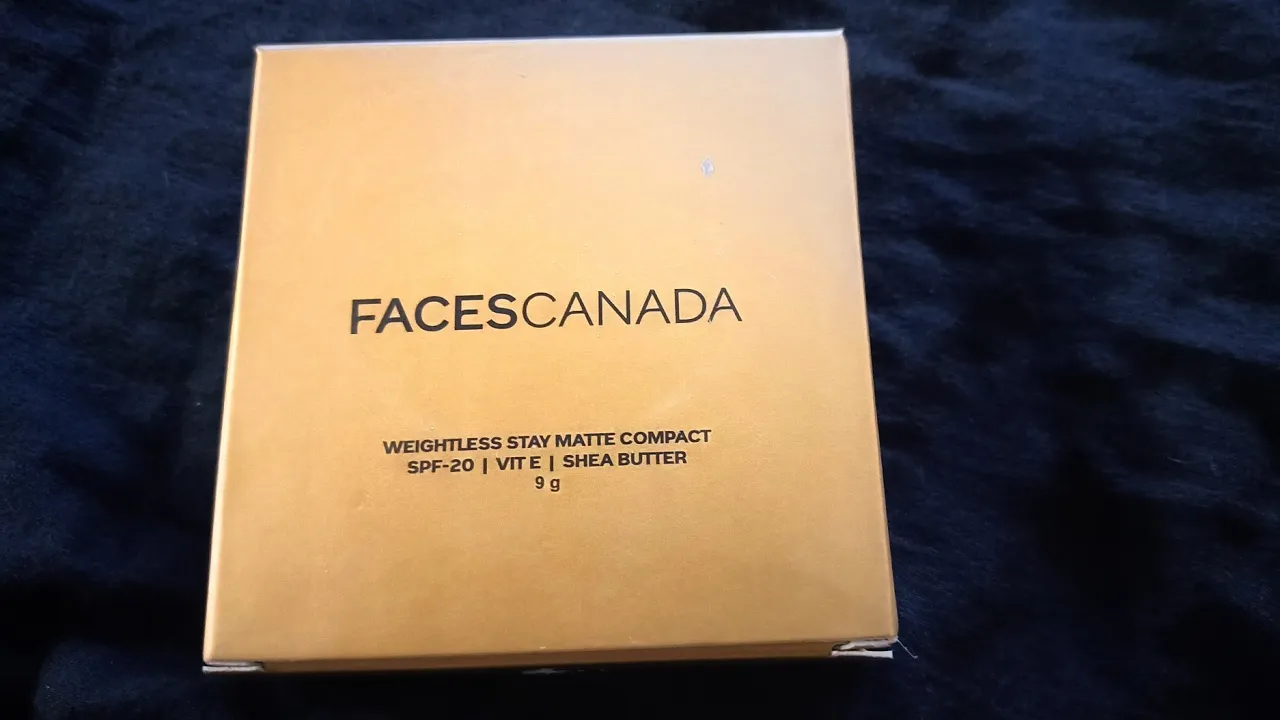 FACESCANADA
WEIGHTLESS STAY MATTE COMPACT
SPF-20 | VIT E | SHEA BUTTER
9 g